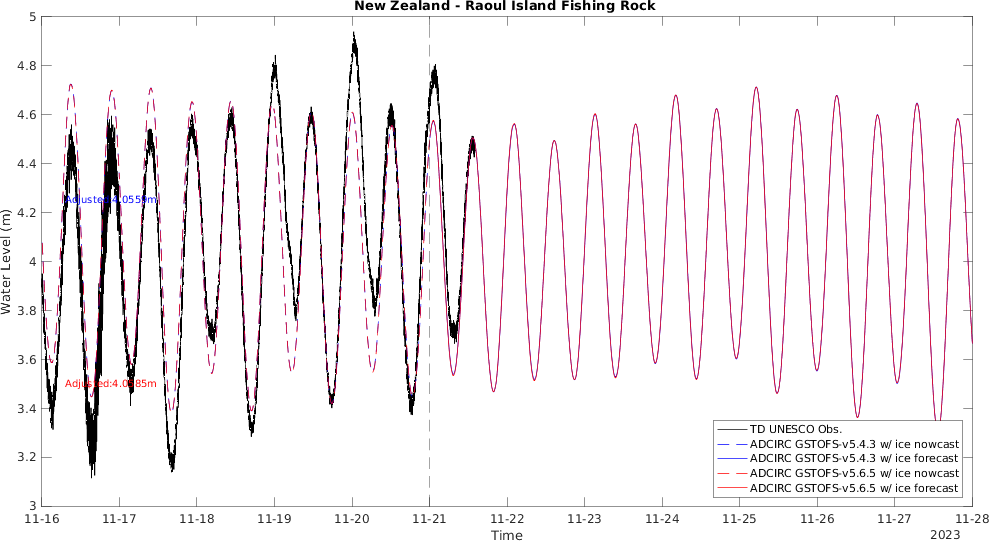 New Zealand - Raoul Island Fishing Rock
5
4.8
4.6
4.4
4.2
4
3.8
3.6
3.4
3.2
3
Water Level (m)
Adjusted:4.0559m
Adjusted:4.0585m
TD UNESCO Obs.
ADCIRC GSTOFS-v5.4.3 w/ ice nowcast
ADCIRC GSTOFS-v5.4.3 w/ ice forecast
ADCIRC GSTOFS-v5.6.5 w/ ice nowcast
ADCIRC GSTOFS-v5.6.5 w/ ice forecast
11-16 11-17 11-18 11-19 11-20 11-21 11-22 11-23 11-24 11-25 11-26 11-27 11-28
Time
2023